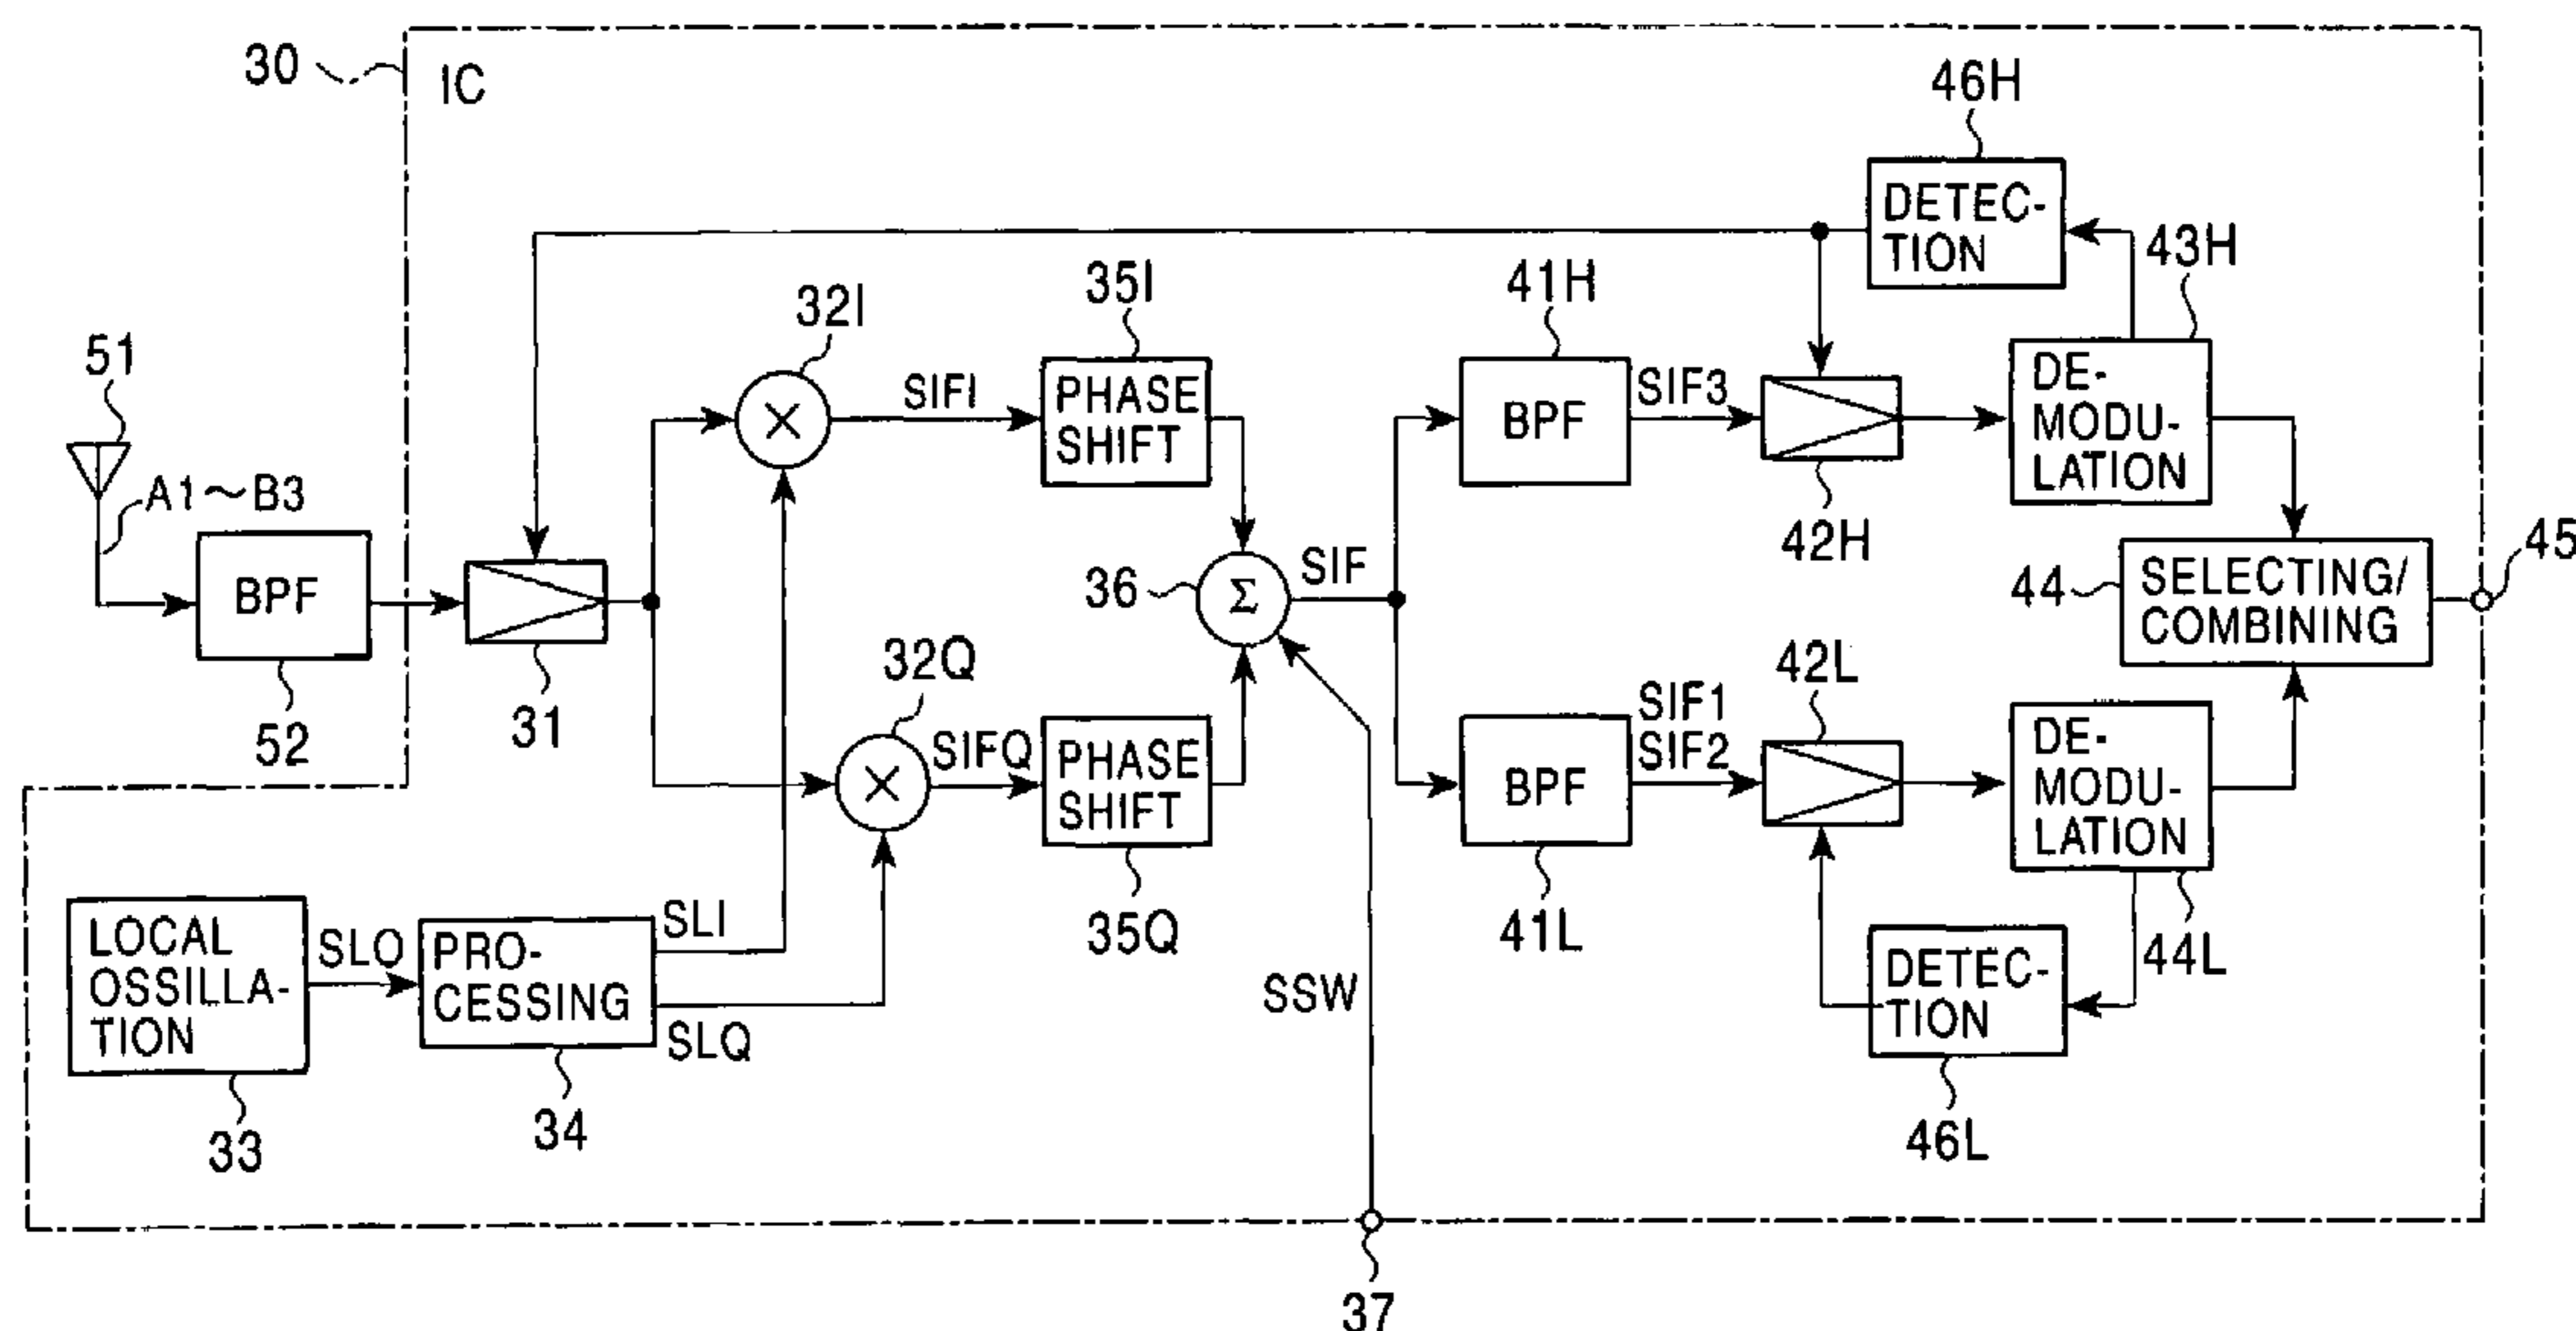 30
IC
46H
DETEC-
TION
43H
41H
35I
32I
51
A1～B3
SIFI
PHASE
SHIFT
BPF
SIF3
DE-
MODU-
LATION
42H
BPF
52
31
36
Σ
SIF
44
SELECTING/
COMBINING
45
32Q
SIFQ
PHASE
SHIFT
35Q
BPF
41L
SIF1
SIF2
42L
DE-
MODU-
LATION
44L
LOCAL
OSSILLA-
TION
33
SLO
PRO-
CESSING
34
SLI
SLQ
SSW
DETEC-
TION
46L
37